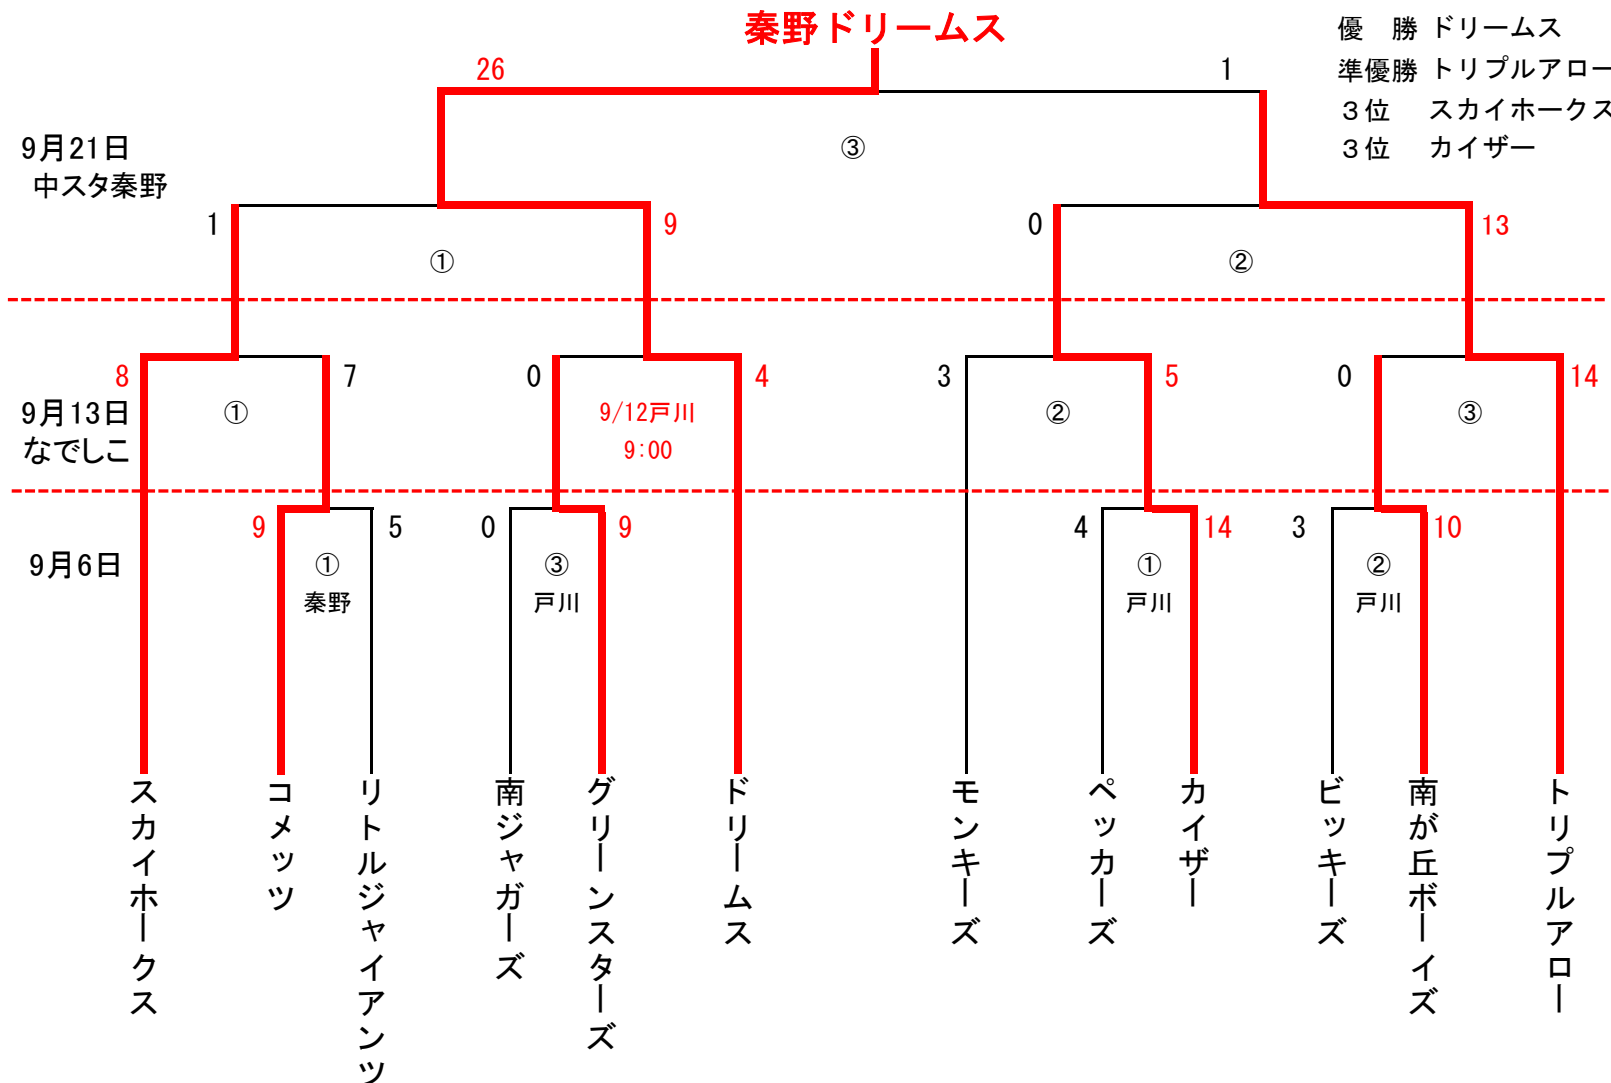 秦野ドリームス
優　勝 ドリームス
準優勝 トリプルアロー
３位　スカイホークス
３位　カイザー
26
1
9月21日
中スタ秦野
③
1
9
0
13
①
②
8
7
0
4
3
5
0
14
9月13日
なでしこ
①
9/12戸川
9:00
②
③
9
5
0
9
4
14
3
10
9月6日
①
秦野
③
戸川
①
戸川
②
戸川
スカイホークス
コメッツ
リトルジャイアンツ
南ジャガーズ
グリーンスターズ
ドリームス
モンキーズ
ペッカーズ
カイザー
ビッキーズ
南が丘ボーイズ
トリプルアロー